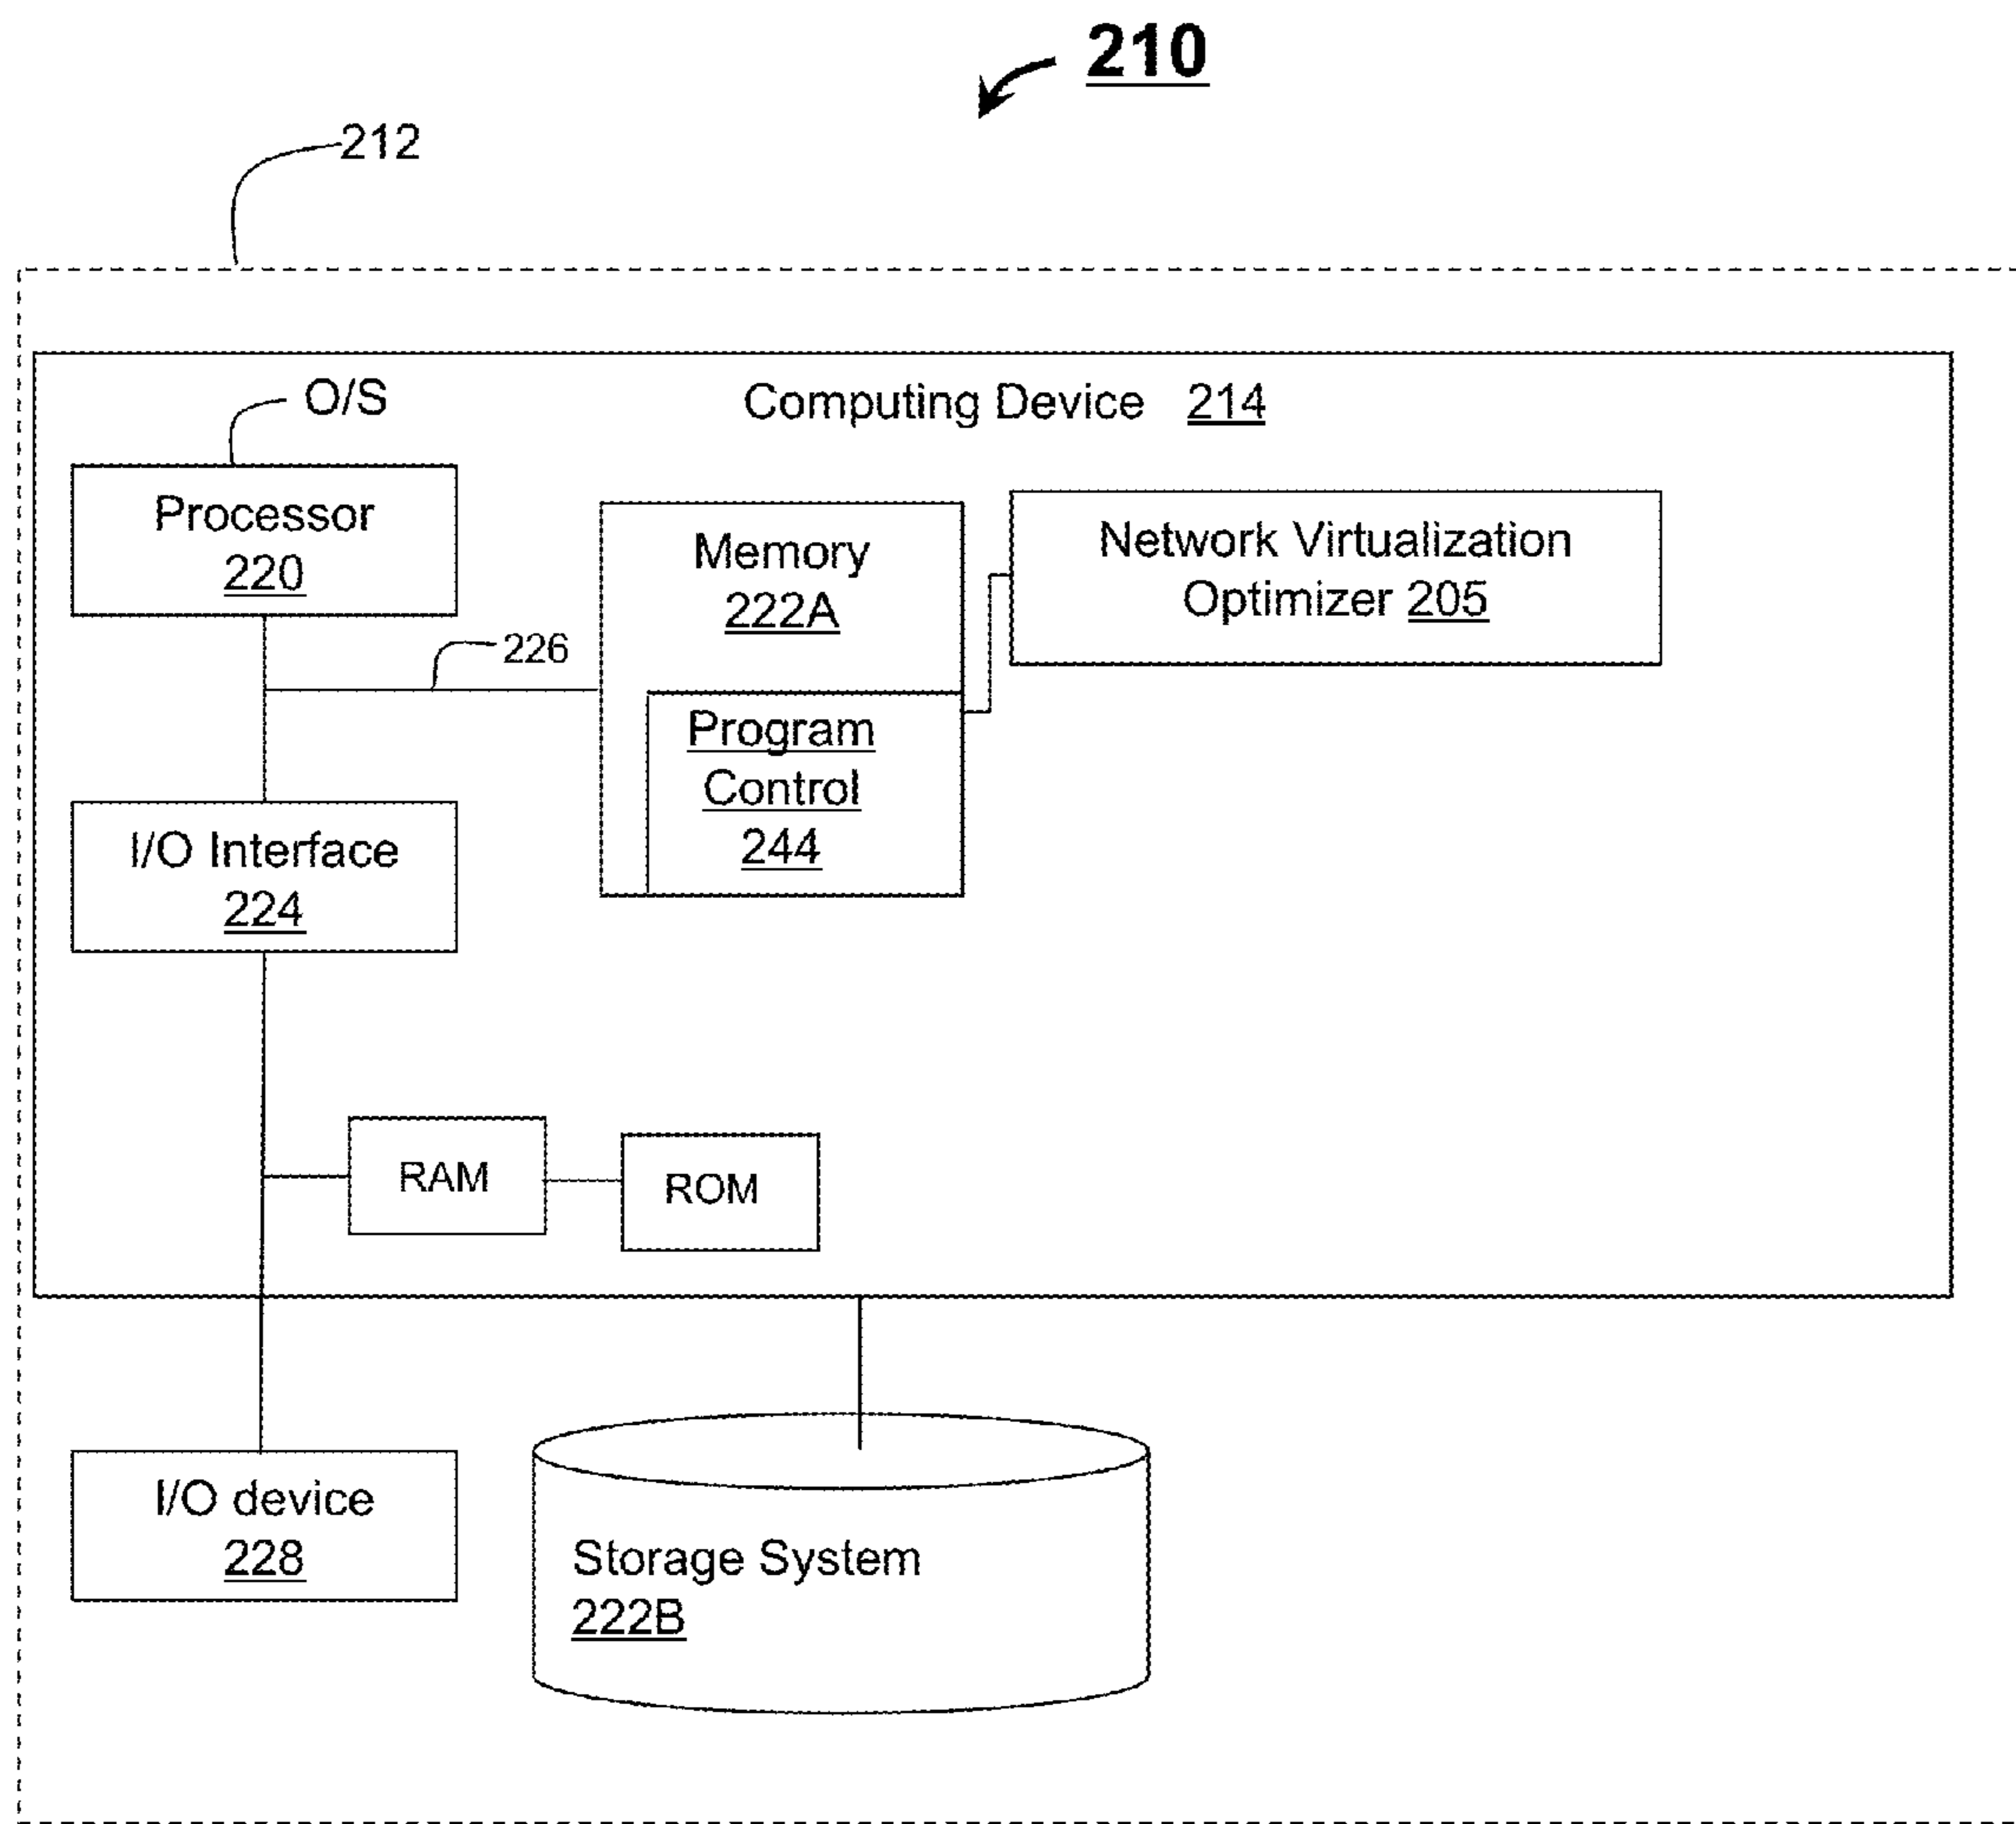 210
212
O/S
Computing Device 214
Processor
220
Memory
222A
Network Virtualization
Optimizer 205
226
Program
Control
244
I/O Interface
224
RAM
ROM
I/O device
228
Storage System
222B